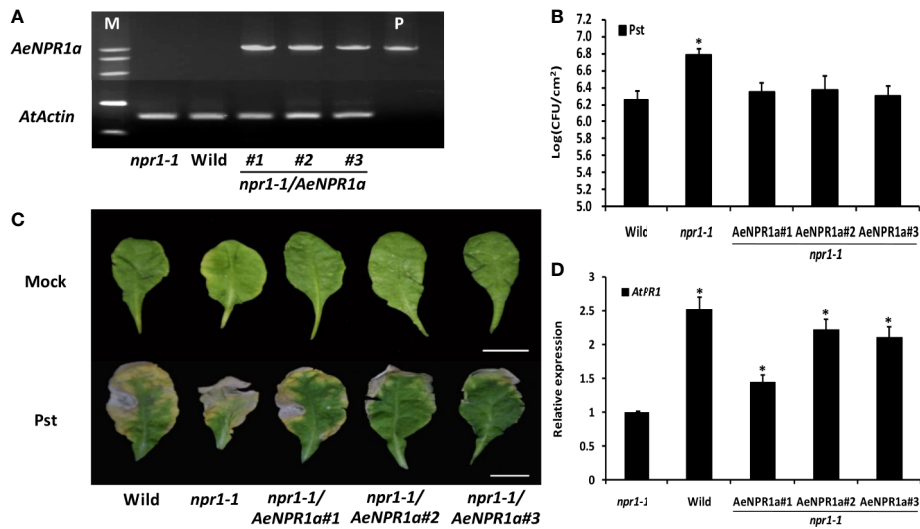 A
M
P
AeNPR1a
AtActin
npr1-1 Wild #1 #2 #3
npr1-1/AeNPR1a
B
Pst
*
Log(CFU/cm²)
7.2
7.0
6.8
6.6
6.4
6.2
6.0
5.8
5.6
5.4
5.2
5.0
Wild npr1-1 AeNPR1a#1 AeNPR1a#2 AeNPR1a#3
npr1-1
C
Mock
Pst
Wild npr1-1 npr1-1/ npr1-1/ npr1-1/
AeNPR1a#1 AeNPR1a#2 AeNPR1a#3
D
AtPR1
* * * *
Relative expression
3
2.5
2
1.5
1
0.5
0
npr1-1 Wild AeNPR1a#1 AeNPR1a#2 AeNPR1a#3
npr1-1